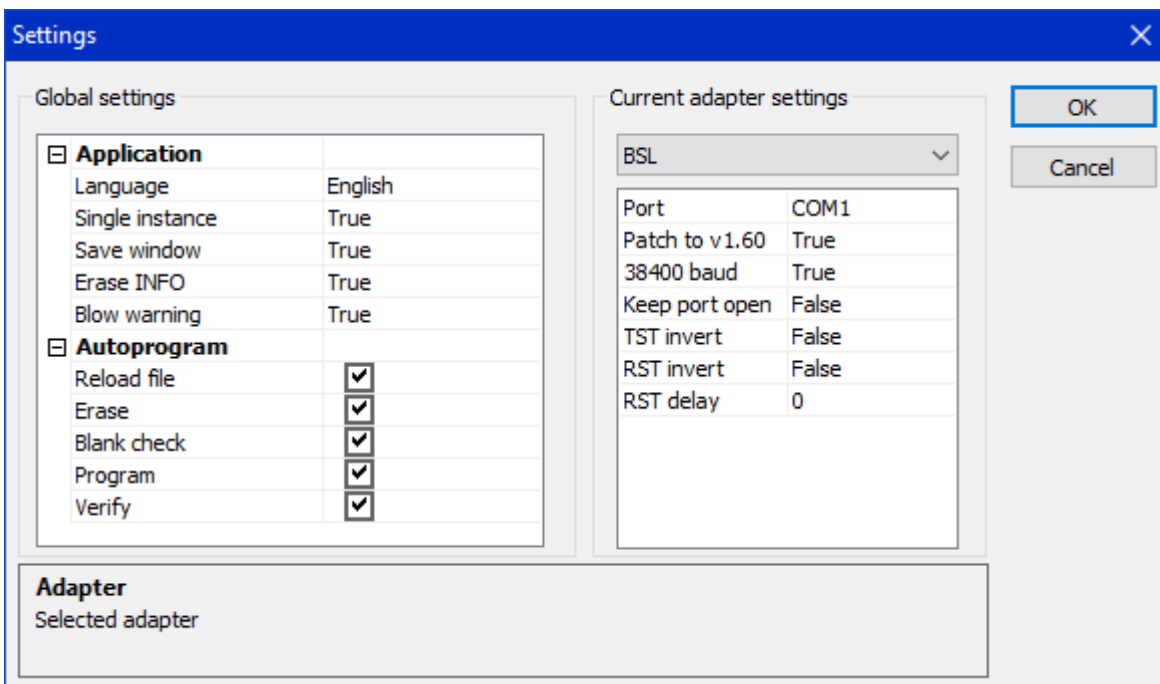 Settings
Global settings
Application
Language English
Single instance True
Save window True
Erase INFO True
Blow warning True
Autoprogram
Reload file
Erase
Blank check
Program
Verify
Current adapter settings
BSL
Port COM1
Patch to v1.60 True
38400 baud True
Keep port open False
TST invert False
RST invert False
RST delay 0
OK
Cancel
Adapter
Selected adapter